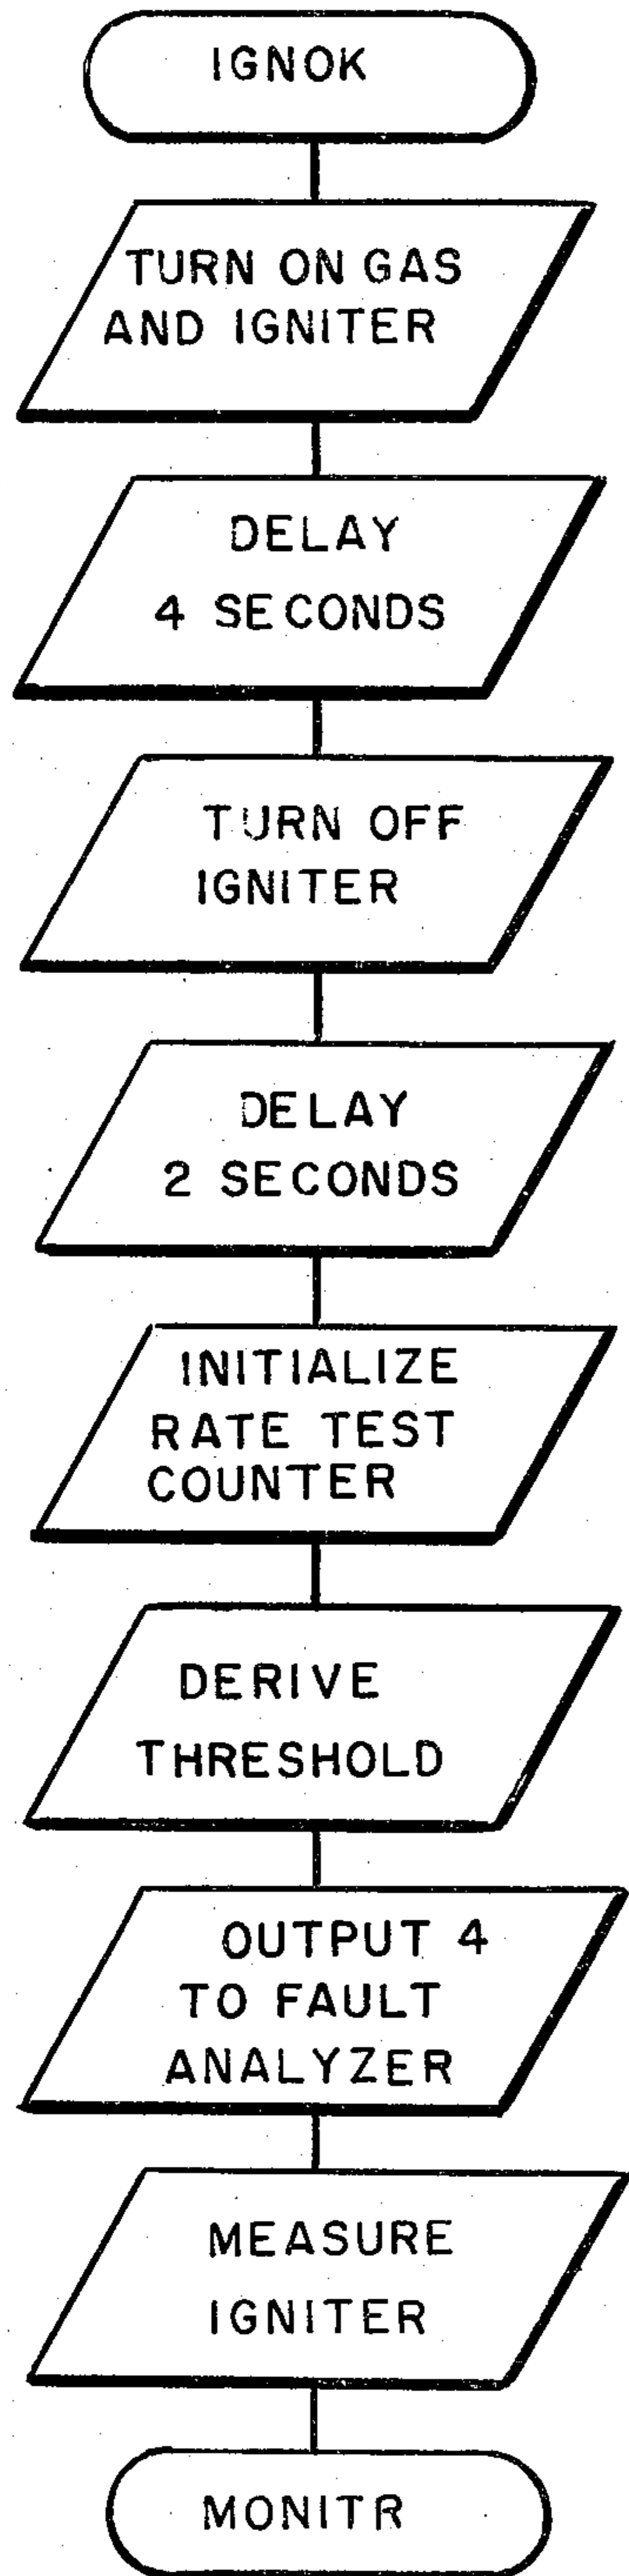 IGNOK
TURN ON GAS
AND IGNITER
DELAY
4 SECONDS
TURN OFF
IGNITER
DELAY
2 SECONDS
INITIALIZE
RATE TEST
COUNTER
DERIVE
THRESHOLD
OUTPUT 4
TO FAULT
ANALYZER
MEASURE
IGNITER
MONITR